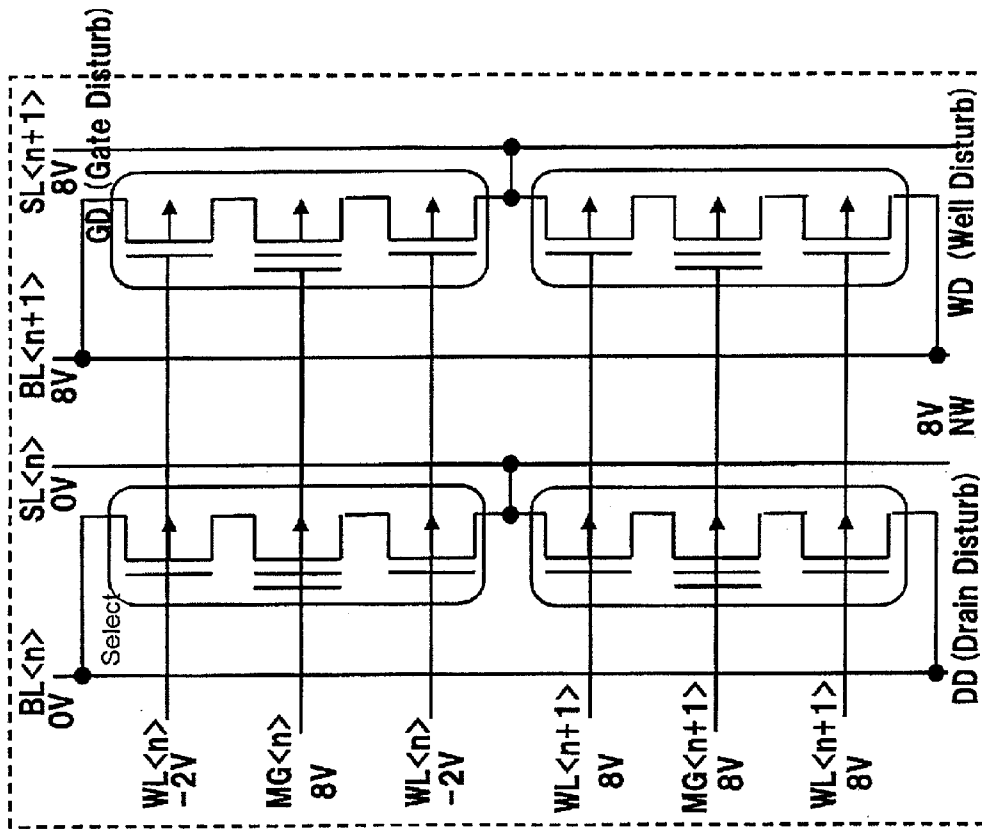 BL<n>
0V
SL<n>
0V
BL<n+1>
8V
SL<n+1>
8V
GD (Gate Disturb)
Select
WL<n>
-2V
MG<n>
8V
WL<n>
-2V
WL<n+1>
8V
MG<n+1>
8V
WL<n+1>
8V
DD (Drain Disturb)
8V
NW
WD (Well Disturb)